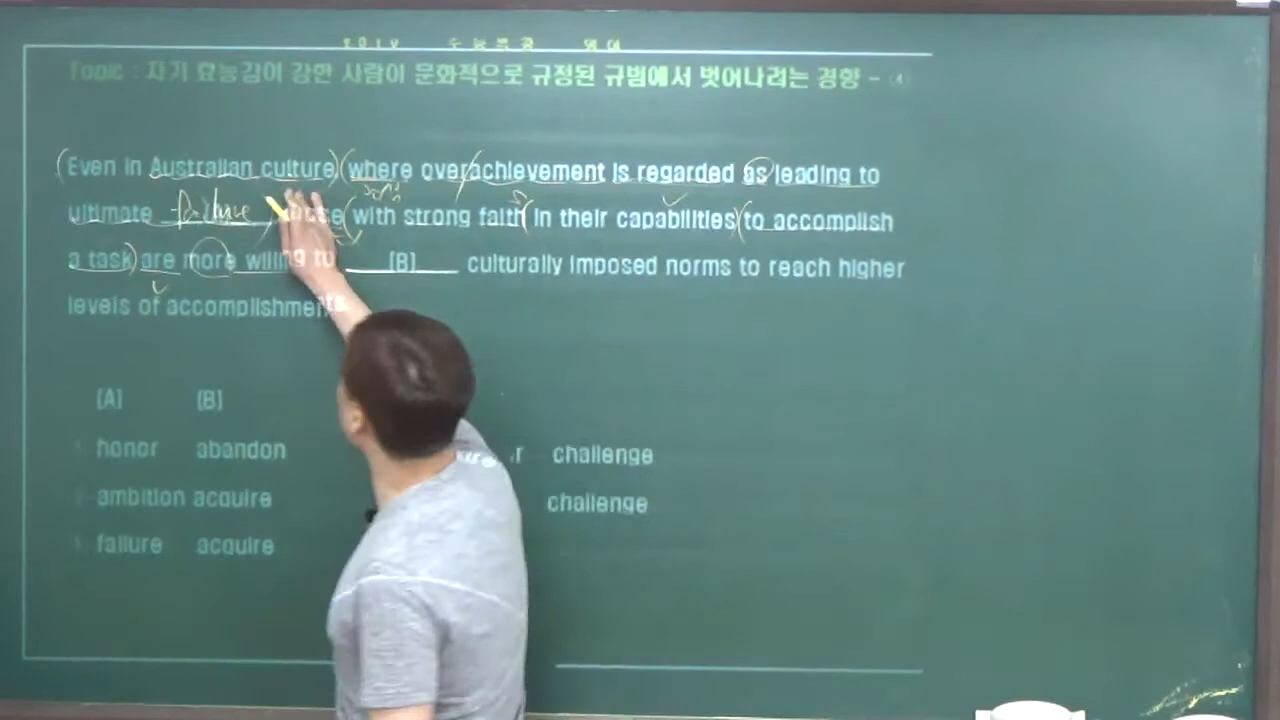 Topic : 자기 효능감이 강한 사람이 문화적으로 규정된 규범에서 벗어나려는 경향 - (4)
(Even in Australian culture)(where overachievement is regarded as leading to
ultimate failure, those (with strong faith in their capabilities)(to accomplish
a task) are more willing to ___[B]___ culturally imposed norms to reach higher
levels of accomplishments
[A] [B]
honor abandon challenge
ambition acquire challenge
failure acquire